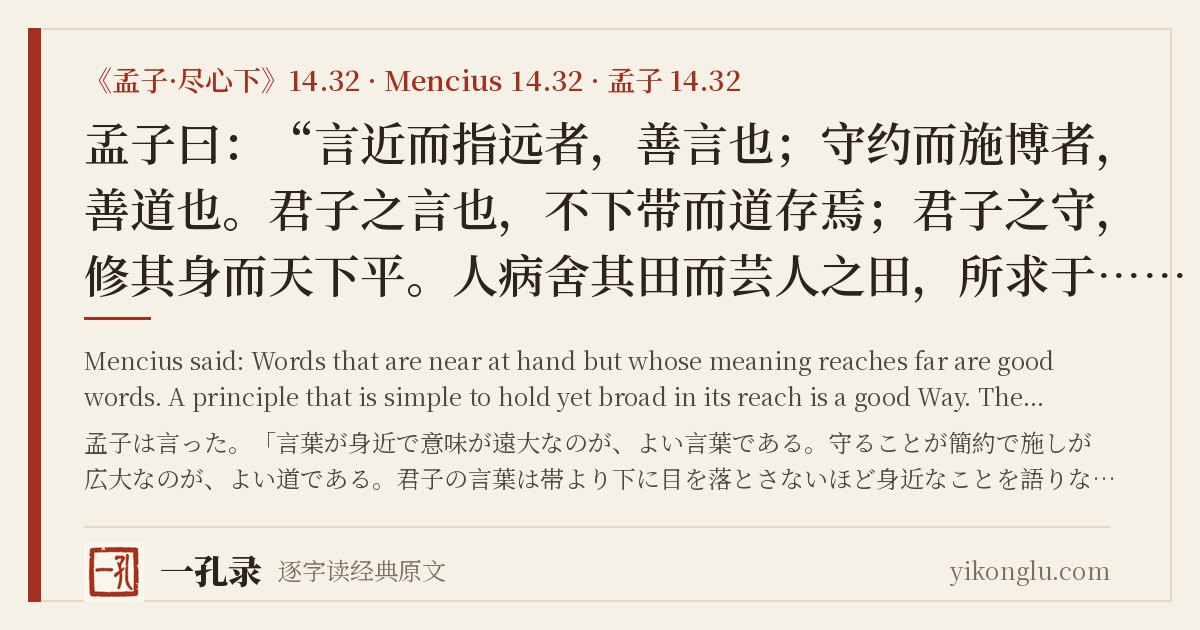 《孟子·尽心下》14.32 · Mencius 14.32 · 孟子 14.32
孟子曰：“言近而指远者，善言也；守约而施博者，
善道也。君子之言也，不下带而道存焉；君子之守，
修其身而天下平。人病舍其田而芸人之田，所求于……
Mencius said: Words that are near at hand but whose meaning reaches far are good
words. A principle that is simple to hold yet broad in its reach is a good Way. The...
孟子は言った。「言葉が身近で意味が遠大なのが、よい言葉である。守ることが簡約で施しが
広大なのが、よい道である。君子の言葉は帯より下に目を落とさないほど身近なことを語りな…
一孔
一孔录 逐字读经典原文
yikonglu.com